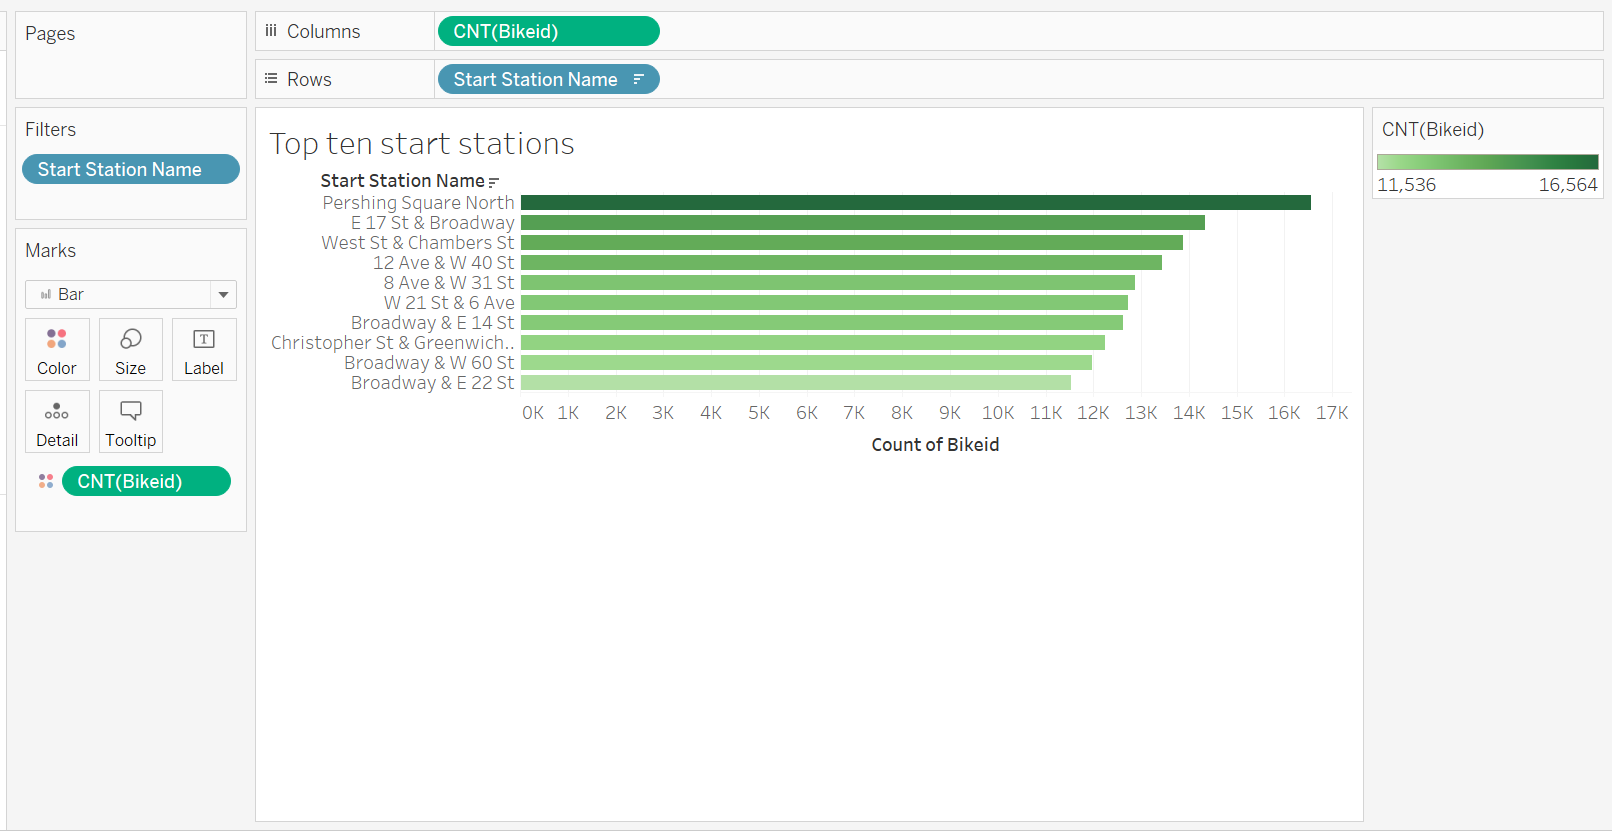 Pages
Filters
Start Station Name
Marks
Bar
Color
Size
T
Label
Detail
Tooltip
CNT(Bikeid)
Columns
CNT(Bikeid)
Rows
Start Station Name
Top ten start stations
Start Station Name
Pershing Square North
E 17 St & Broadway
West St & Chambers St
12 Ave & W 40 St
8 Ave & W 31 St
W 21 St & 6 Ave
Broadway & E 14 St
Christopher St & Greenwich..
Broadway & W 60 St
Broadway & E 22 St
0K 1K 2K 3K 4K 5K 6K 7K 8K 9K 10K 11K 12K 13K 14K 15K 16K 17K
Count of Bikeid
CNT(Bikeid)
11,536 16,564